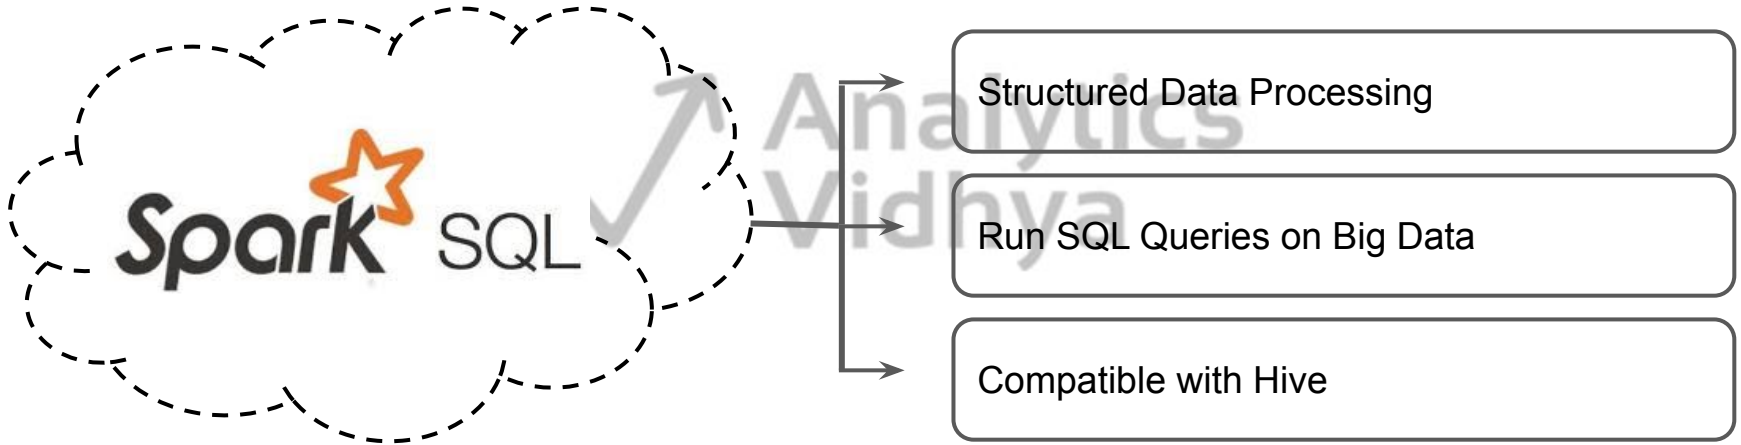 Spark SQL
Analytics
Vidhya
Structured Data Processing
Run SQL Queries on Big Data
Compatible with Hive